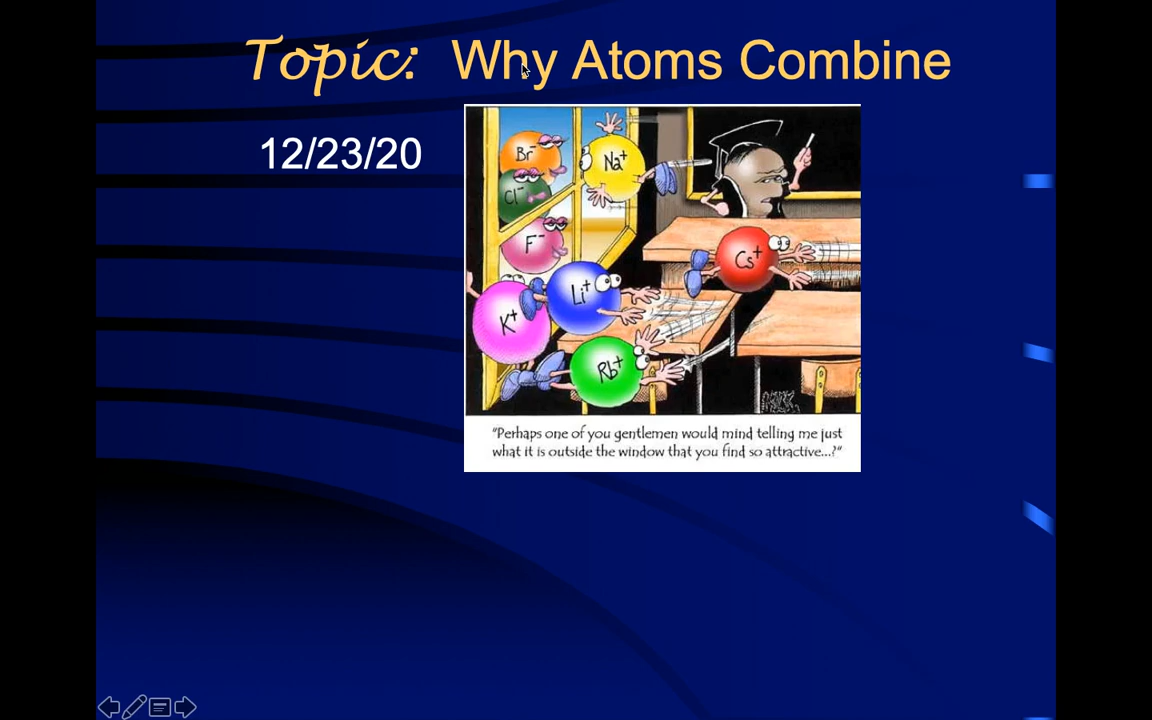 Topic: Why Atoms Combine
12/23/20
Br-
Na+
Cl-
F-
Cs+
Li+
K+
Rb+
"Perhaps one of you gentlemen would mind telling me just
what it is outside the window that you find so attractive...?"